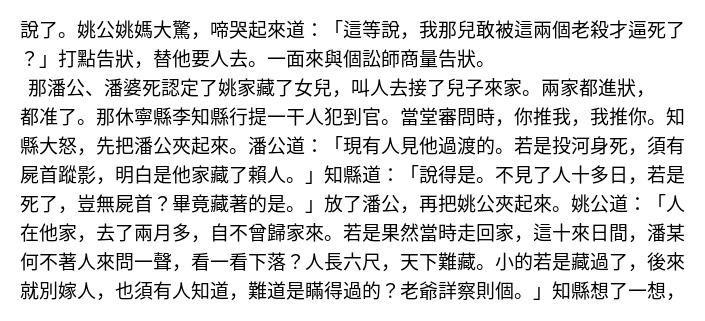 說了。姚公姚媽大驚，啼哭起來道：「這等說，我那兒敢被這兩個老殺才逼死了
？」打點告狀，替他要人去。一面來與個訟師商量告狀。
那潘公、潘婆死認定了姚家藏了女兒，叫人去接了兒子來家。兩家都進狀，
都准了。那休寧縣李知縣行提一干人犯到官。當堂審問時，你推我，我推你。知
縣大怒，先把潘公夾起來。潘公道：「現有人見他過渡的。若是投河身死，須有
屍首蹤影，明白是他家藏了賴人。」知縣道：「說得是。不見了人十多日，若是
死了，豈無屍首？畢竟藏著的是。」放了潘公，再把姚公夾起來。姚公道：「人
在他家，去了兩月多，自不曾歸家來。若是果然當時走回家，這十來日間，潘某
何不著人來問一聲，看一看下落？人長六尺，天下難藏。小的若是藏過了，後來
就別嫁人，也須有人知道，難道是瞞得過的？老爺詳察則個。」知縣想了一想，